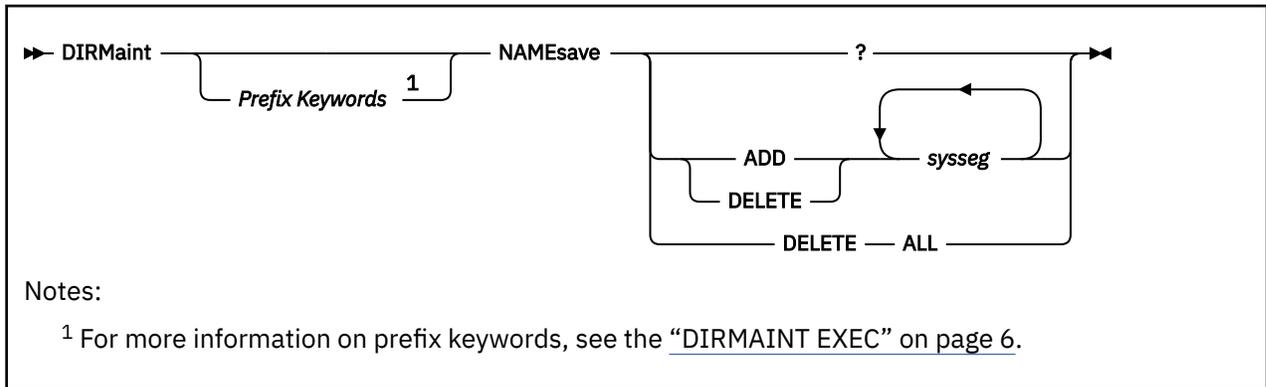 DIRMaint NAMEsave ?
Prefix Keywords 1
ADD sysseg
DELETE
DELETE ALL
Notes:
1 For more information on prefix keywords, see the “DIRMAINT EXEC” on page 6.